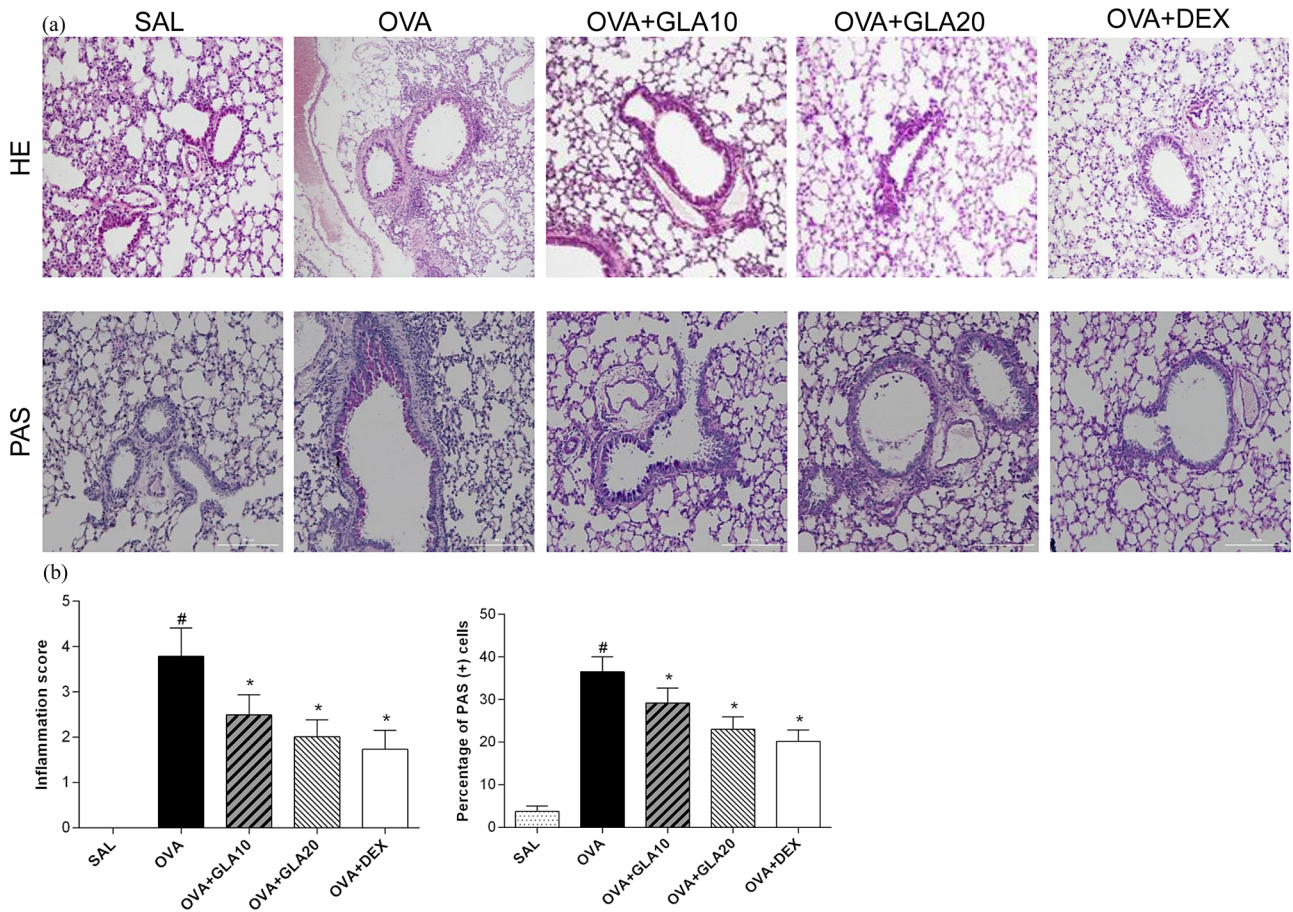 (a)
SAL OVA OVA+GLA10 OVA+GLA20 OVA+DEX
HE
PAS
(b)
Inflammation score
5
4
3
2
1
0
#
*
*
*
SAL OVA OVA+GLA10 OVA+GLA20 OVA+DEX
Percentage of PAS (+) cells
50
40
30
20
10
0
#
*
*
*
SAL OVA OVA+GLA10 OVA+GLA20 OVA+DEX